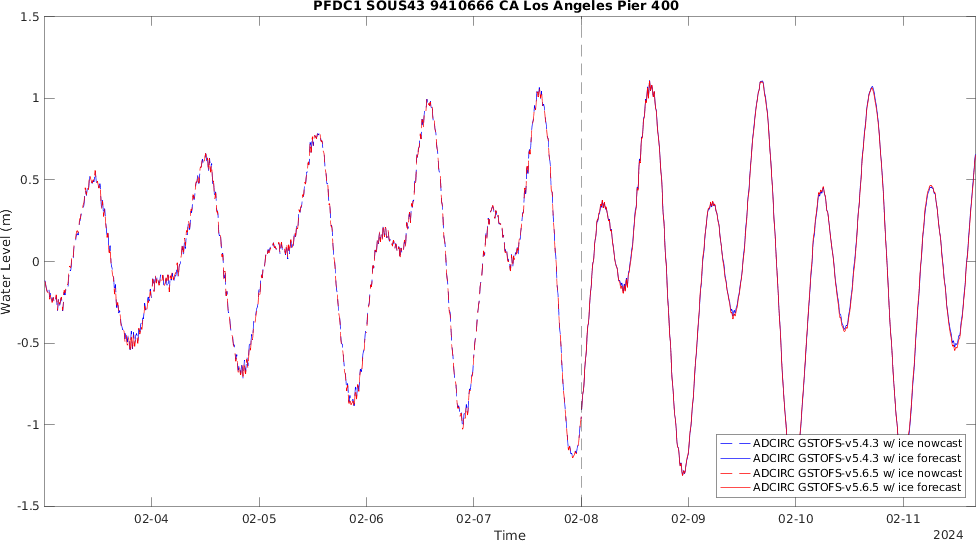 PFDC1 SOUS43 9410666 CA Los Angeles Pier 400
1.5
1
0.5
0
-0.5
-1
-1.5
Water Level (m)
ADCIRC GSTOFS-v5.4.3 w/ ice nowcast
ADCIRC GSTOFS-v5.4.3 w/ ice forecast
ADCIRC GSTOFS-v5.6.5 w/ ice nowcast
ADCIRC GSTOFS-v5.6.5 w/ ice forecast
02-04 02-05 02-06 02-07 02-08 02-09 02-10 02-11
Time
2024